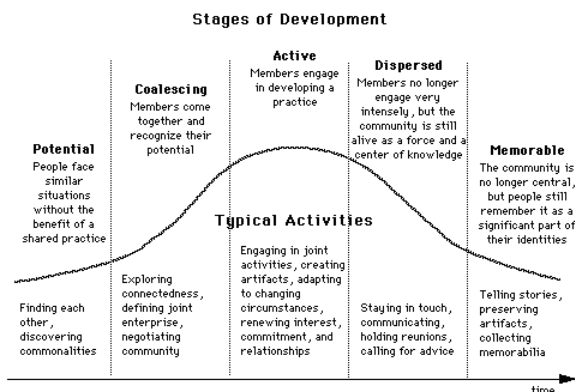 Stages of Development
Potential
People face
similar
situations
without the
benefit of a
shared practice
Coalescing
Members come
together and
recognize their
potential
Active
Members engage
in developing a
practice
Dispersed
Members no longer
engage very
intensely, but the
community is still
alive as a force and a
center of knowledge
Memorable
The community is
no longer central,
but people still
remember it as a
significant part of
their identities
Typical Activities
Finding each
other,
discovering
commonalities
Exploring
connectedness,
defining joint
enterprise,
negotiating
community
Engaging in joint
activities, creating
artifacts, adapting
to changing
circumstances,
renewing interest,
commitment, and
relationships
Staying in touch,
communicating,
holding reunions,
calling for advice
Telling stories,
preserving
artifacts,
collecting
memorabilia
time